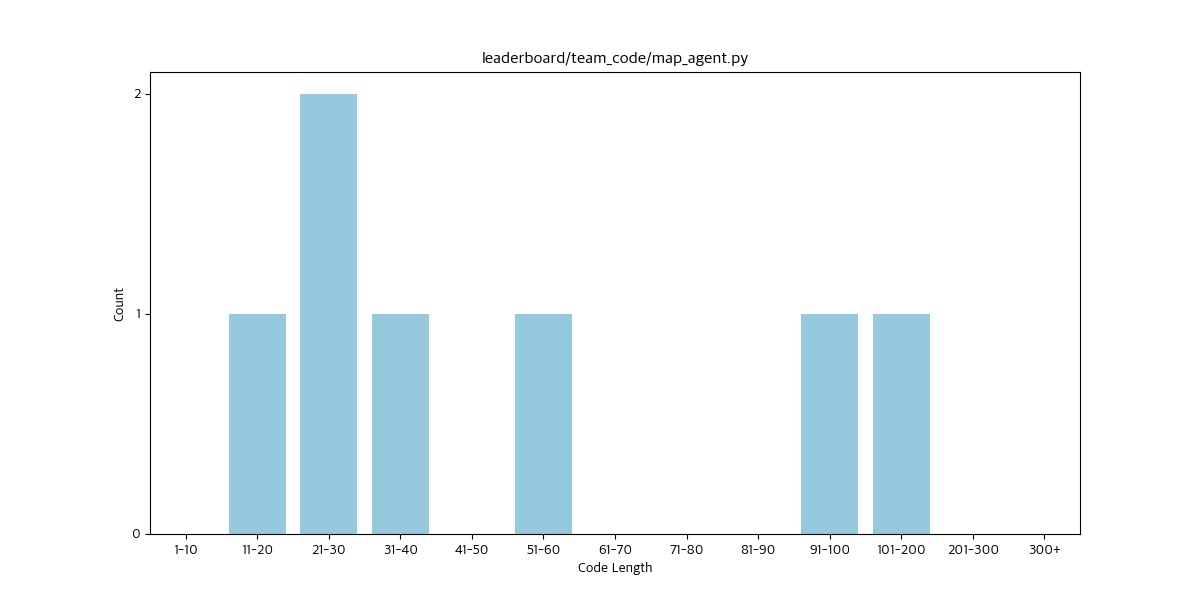 leaderboard/team_code/map_agent.py
Count
2
1
0
1-10 11-20 21-30 31-40 41-50 51-60 61-70 71-80 81-90 91-100 101-200 201-300 300+
Code Length